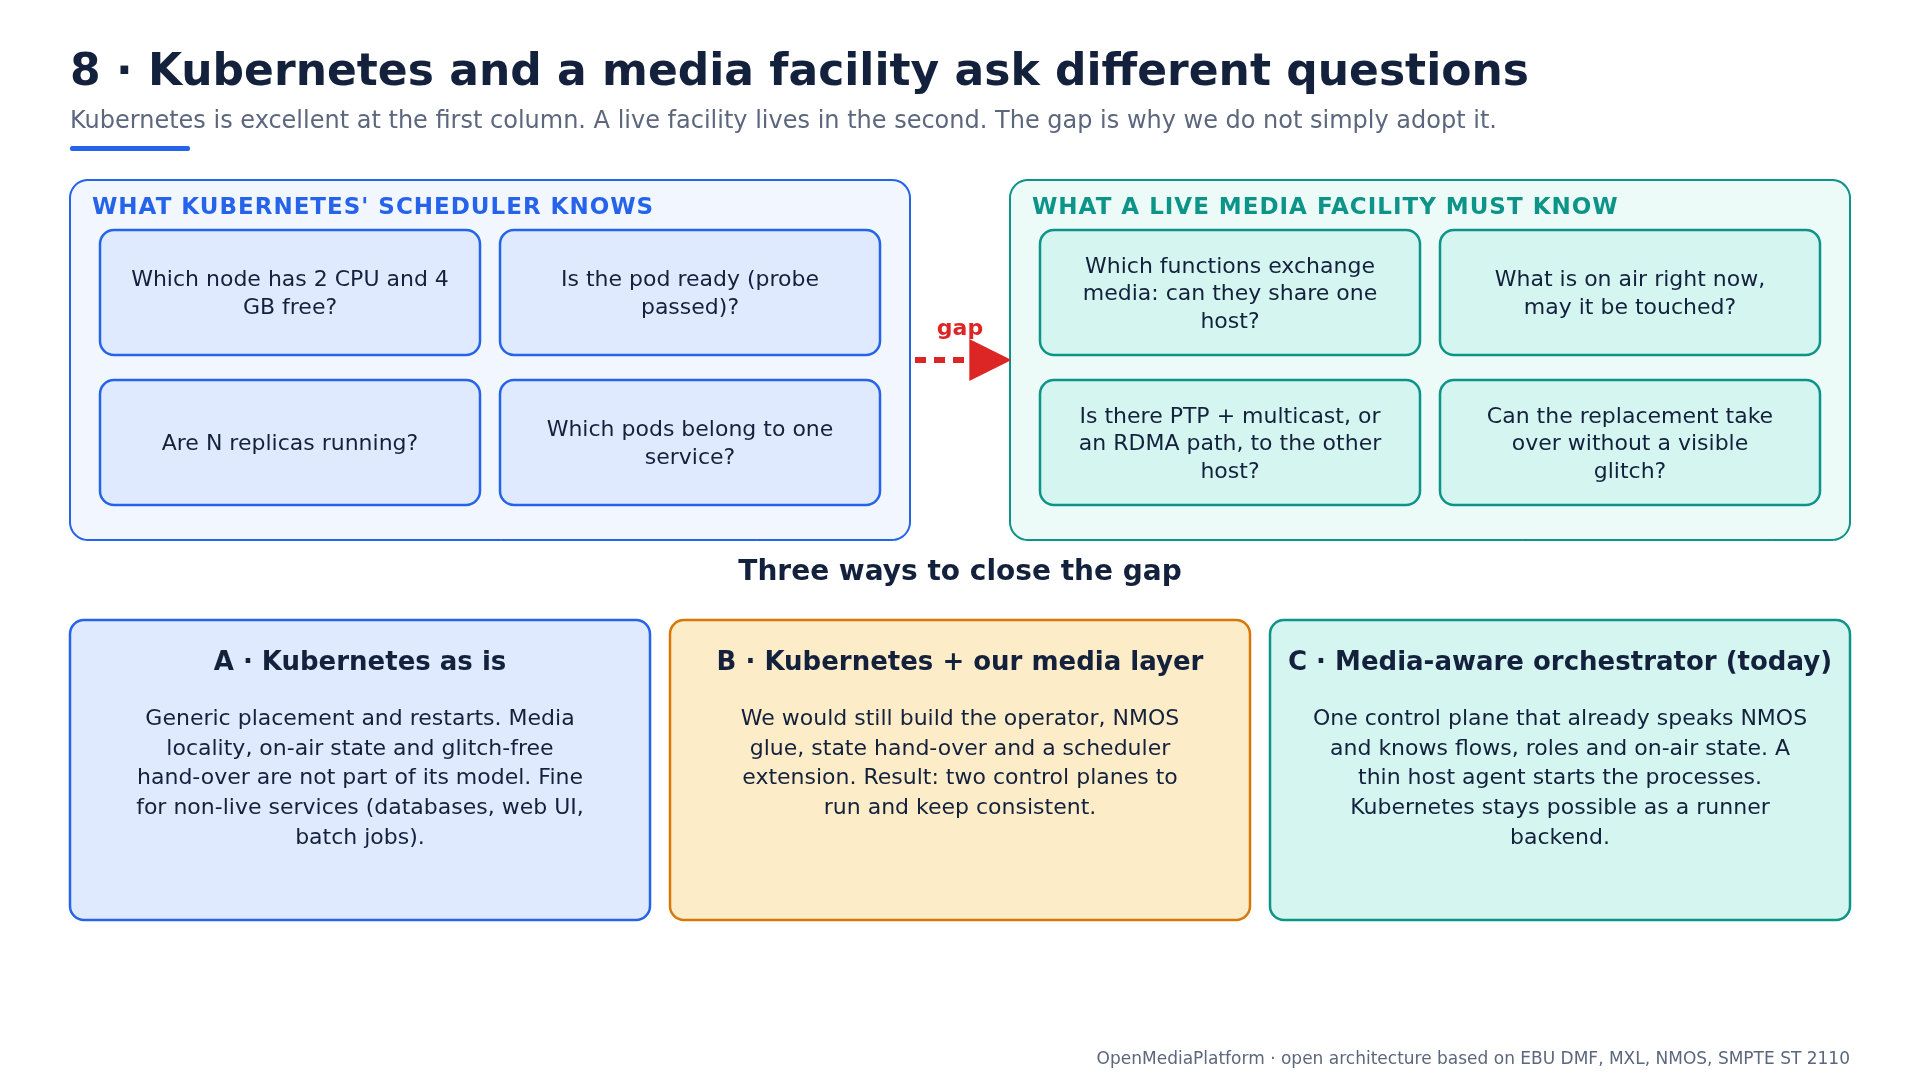 8 · Kubernetes and a media facility ask different questions
Kubernetes is excellent at the first column. A live facility lives in the second. The gap is why we do not simply adopt it.
WHAT KUBERNETES' SCHEDULER KNOWS
Which node has 2 CPU and 4
GB free?
Is the pod ready (probe
passed)?
Are N replicas running?
Which pods belong to one
service?
gap
WHAT A LIVE MEDIA FACILITY MUST KNOW
Which functions exchange
media: can they share one
host?
What is on air right now,
may it be touched?
Is there PTP + multicast, or
an RDMA path, to the other
host?
Can the replacement take
over without a visible
glitch?
Three ways to close the gap
A · Kubernetes as is
Generic placement and restarts. Media
locality, on-air state and glitch-free
hand-over are not part of its model. Fine
for non-live services (databases, web UI,
batch jobs).
B · Kubernetes + our media layer
We would still build the operator, NMOS
glue, state hand-over and a scheduler
extension. Result: two control planes to
run and keep consistent.
C · Media-aware orchestrator (today)
One control plane that already speaks NMOS
and knows flows, roles and on-air state. A
thin host agent starts the processes.
Kubernetes stays possible as a runner
backend.
OpenMediaPlatform · open architecture based on EBU DMF, MXL, NMOS, SMPTE ST 2110